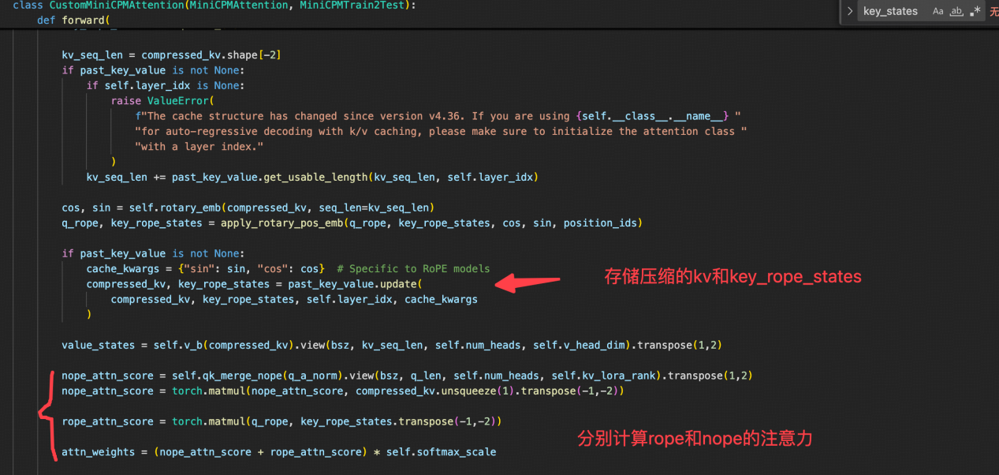 class CustomMiniCPMAttention(MiniCPMAttention, MiniCPMTrain2Test):
def forward(
key_states Aa ab .* 无
kv_seq_len = compressed_kv.shape[-2]
if past_key_value is not None:
if self.layer_idx is None:
raise ValueError(
f"The cache structure has changed since version v4.36. If you are using {self.__class__.__name__} "
"for auto-regressive decoding with k/v caching, please make sure to initialize the attention class "
"with a layer index."
)
kv_seq_len += past_key_value.get_usable_length(kv_seq_len, self.layer_idx)
cos, sin = self.rotary_emb(compressed_kv, seq_len=kv_seq_len)
q_rope, key_rope_states = apply_rotary_pos_emb(q_rope, key_rope_states, cos, sin, position_ids)
if past_key_value is not None:
cache_kwargs = {"sin": sin, "cos": cos}  # Specific to RoPE models
compressed_kv, key_rope_states = past_key_value.update(
存储压缩的kv和key_rope_states
compressed_kv, key_rope_states, self.layer_idx, cache_kwargs
)
value_states = self.v_b(compressed_kv).view(bsz, kv_seq_len, self.num_heads, self.v_head_dim).transpose(1,2)
nope_attn_score = self.qk_merge_nope(q_a_norm).view(bsz, q_len, self.num_heads, self.kv_lora_rank).transpose(1,2)
nope_attn_score = torch.matmul(nope_attn_score, compressed_kv.unsqueeze(1).transpose(-1,-2))
rope_attn_score = torch.matmul(q_rope, key_rope_states.transpose(-1,-2))
分别计算rope和nope的注意力
attn_weights = (nope_attn_score + rope_attn_score) * self.softmax_scale